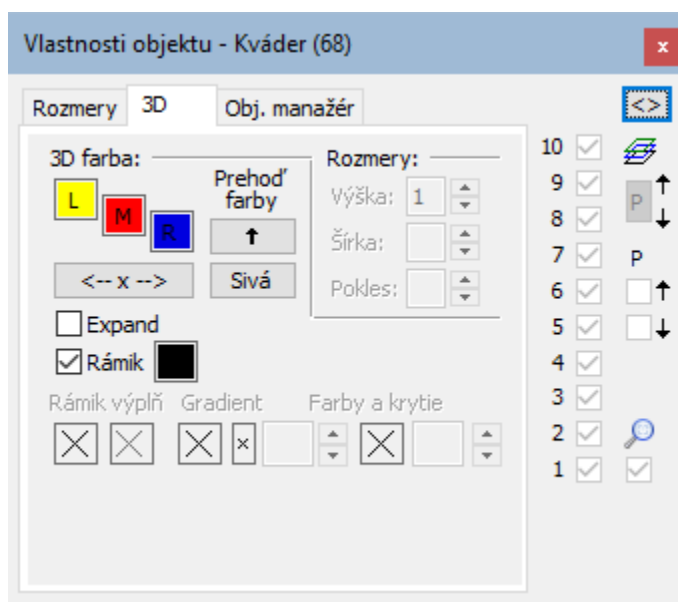 Vlastnosti objektu - Kváder (68)
x
Rozmery 3D Obj. manažér
<>
3D farba:
L
M
R
Prehoď
farby
<-- x -->
Sivá
Rozmery:
Výška: 1
Šírka:
Pokles:
Expand
Rámik
Rámik výplň Gradient Farby a krytie
10
9
8
7
6
5
4
3
2
1
P
P